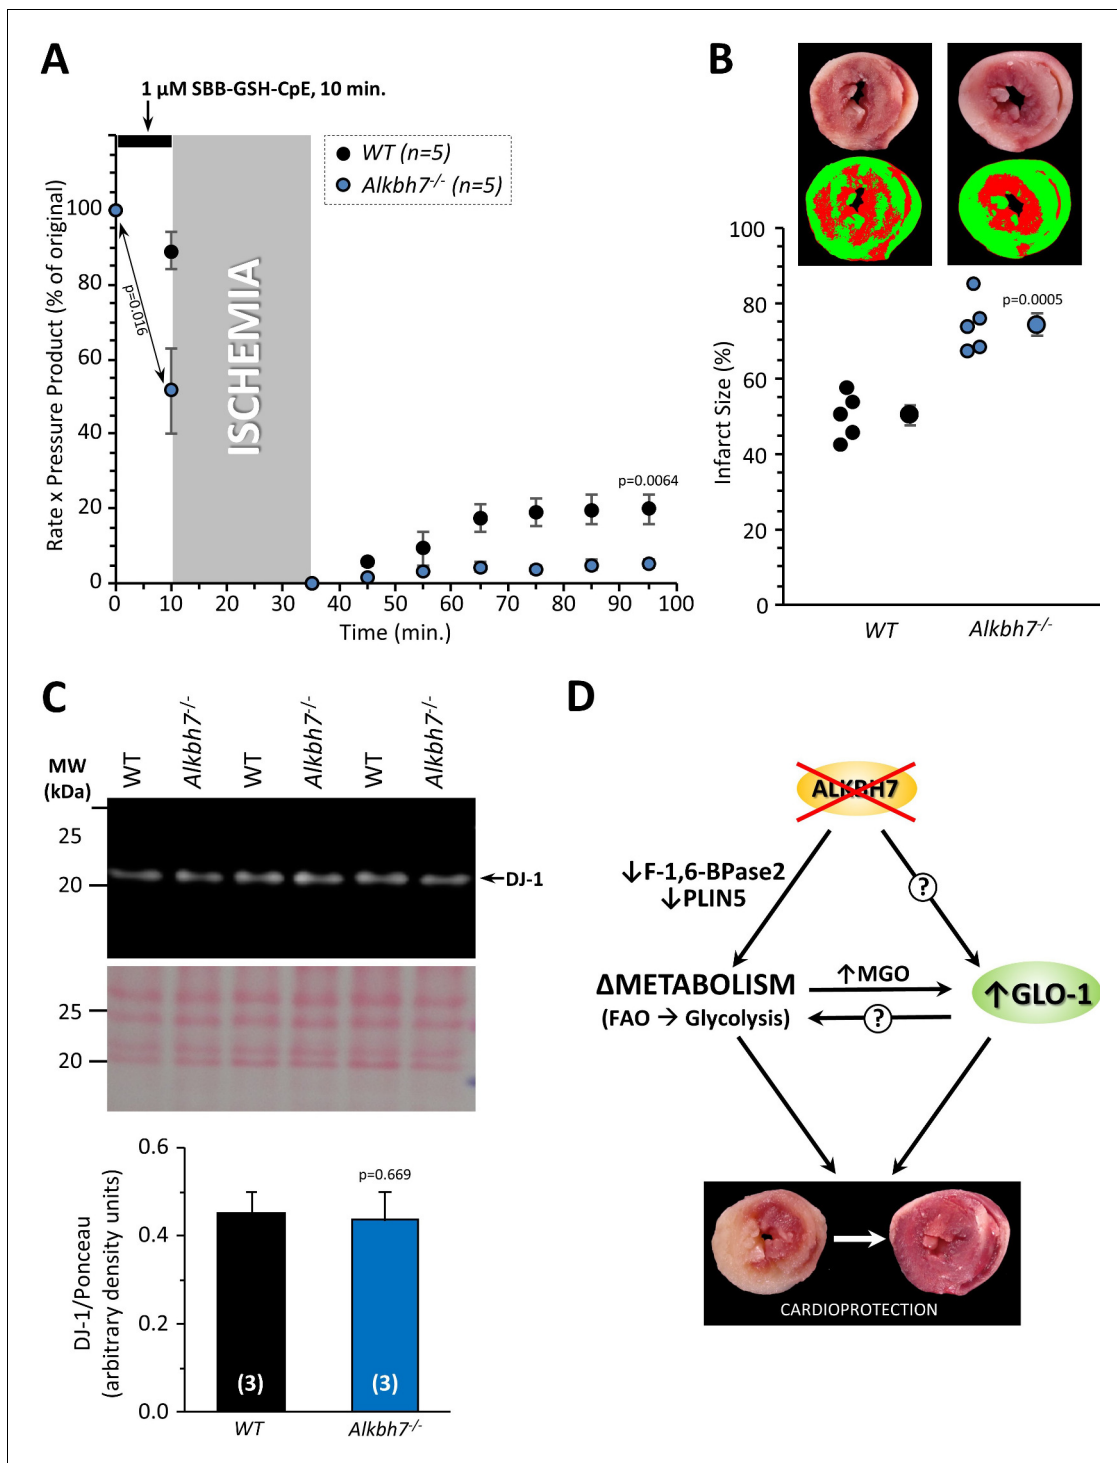 A
1 µM SBB-GSH-CpE, 10 min.
WT (n=5)
Alkbh7-/- (n=5)
Rate x Pressure Product (% of original)
100
80
60
40
20
0
p=0.016
ISCHEMIA
p=0.0064
0 10 20 30 40 50 60 70 80 90 100
Time (min.)
B
Infarct Size (%)
100
80
60
40
20
0
p=0.0005
WT Alkbh7-/-
C
MW
(kDa)
WT Alkbh7-/- WT Alkbh7-/- WT Alkbh7-/-
25
20
DJ-1
25
20
DJ-1/Ponceau
(arbitrary density units)
0.6
0.4
0.2
0.0
p=0.669
(3) (3)
WT Alkbh7-/-
D
ALKBH7
↓F-1,6-BPase2
↓PLIN5
?
ΔMETABOLISM
(FAO → Glycolysis)
↑MGO
?
↑GLO-1
CARDIOPROTECTION